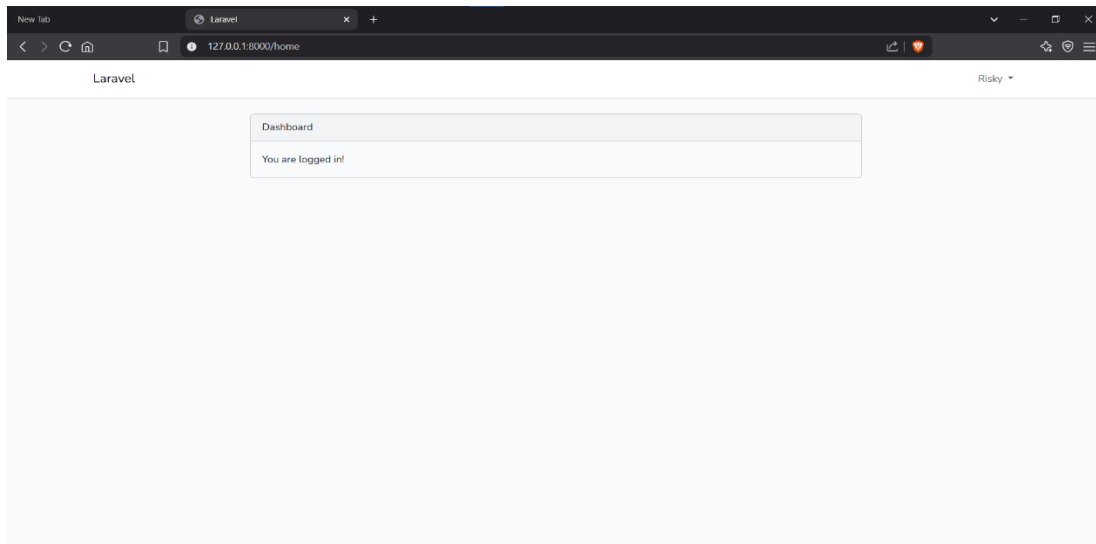 New Tab
Laravel
127.0.0.1:8000/home
Laravel
Risky
Dashboard
You are logged in!